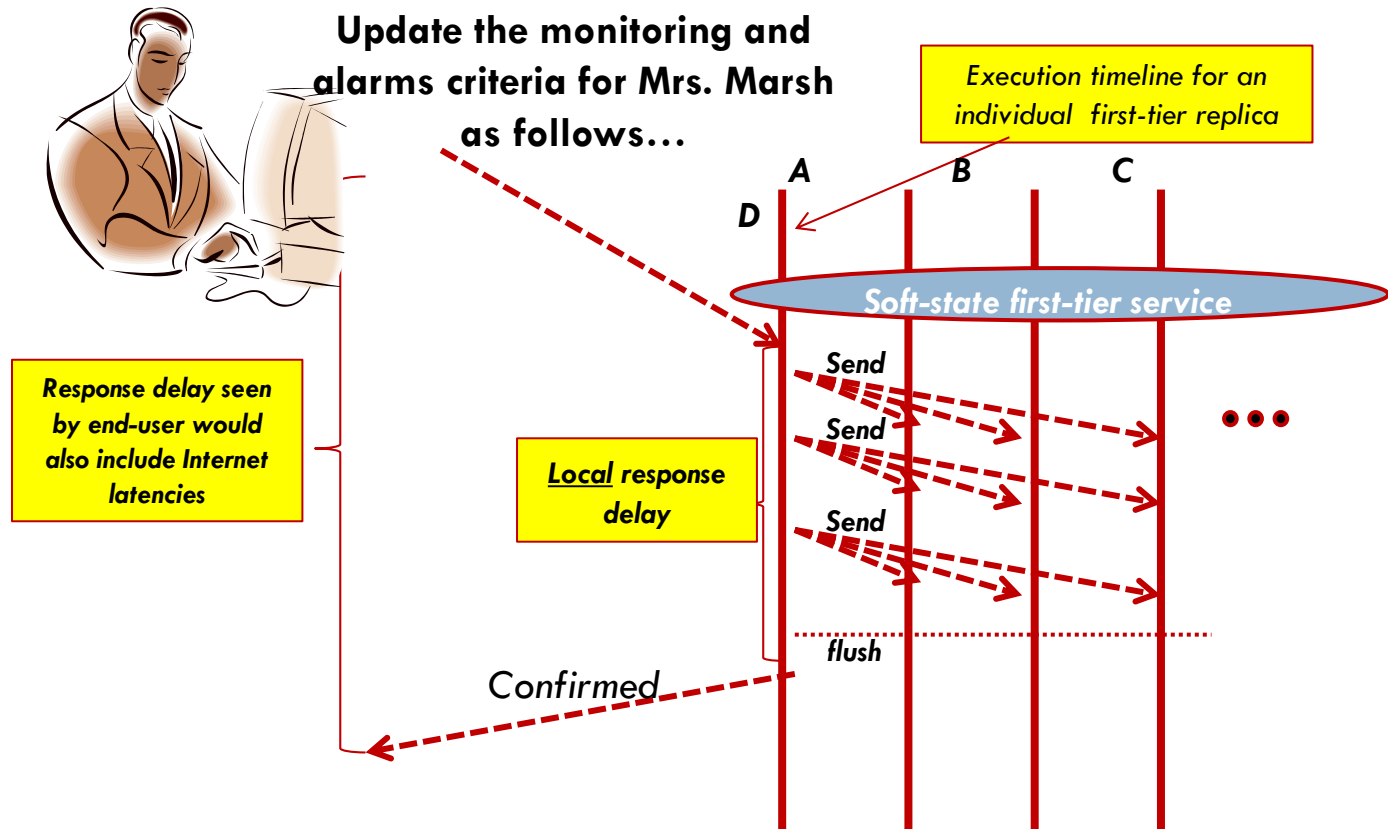 Update the monitoring and
alarms criteria for Mrs. Marsh
as follows…
Execution timeline for an
individual first-tier replica
A
B
C
D
Soft-state first-tier service
Response delay seen
by end-user would
also include Internet
latencies
Local response
delay
Send
Send
Send
flush
Confirmed